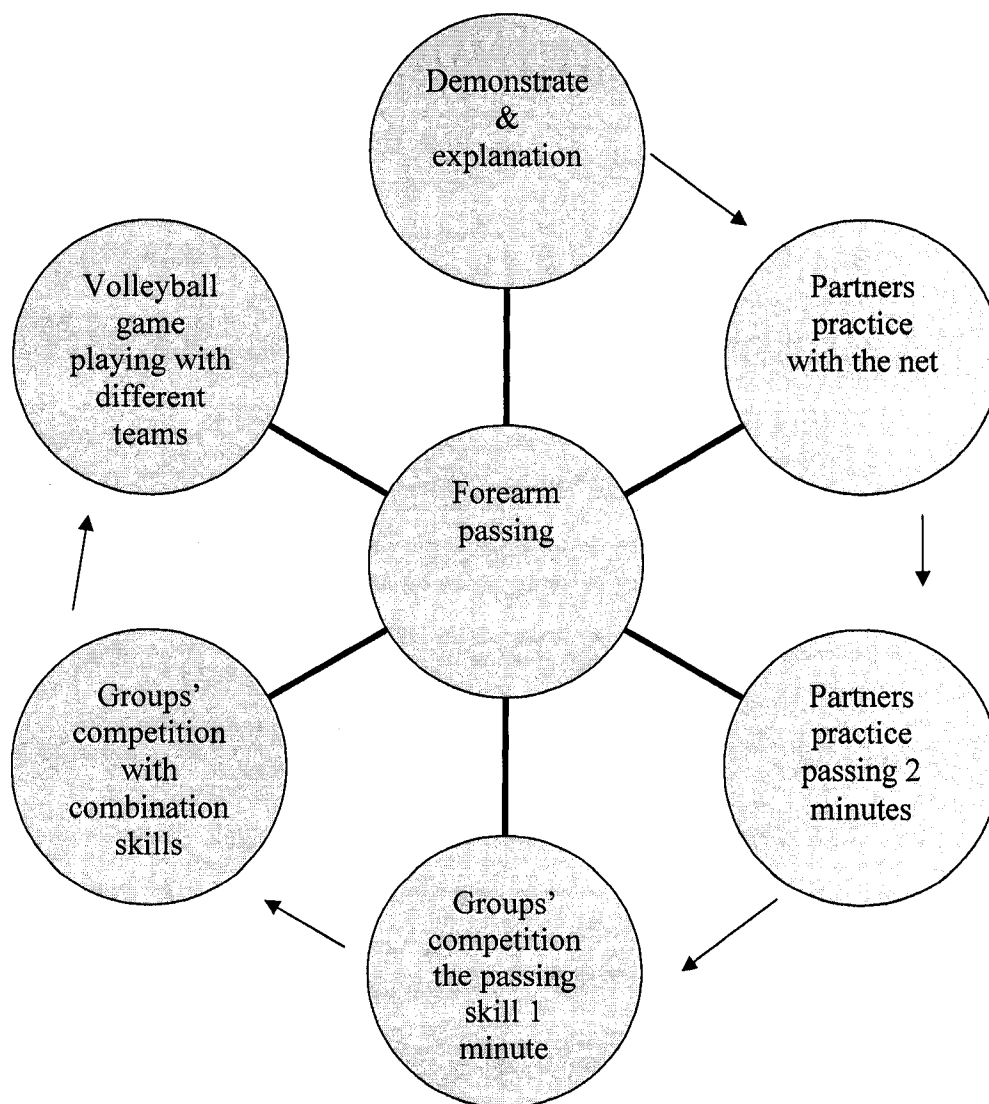 Demonstrate
&
explanation
Partners
practice
with the net
Partners
practice
passing 2
minutes
Groups’
competition
the passing
skill 1
minute
Groups’
competition
with
combination
skills
Volleyball
game
playing with
different
teams
Forearm
passing